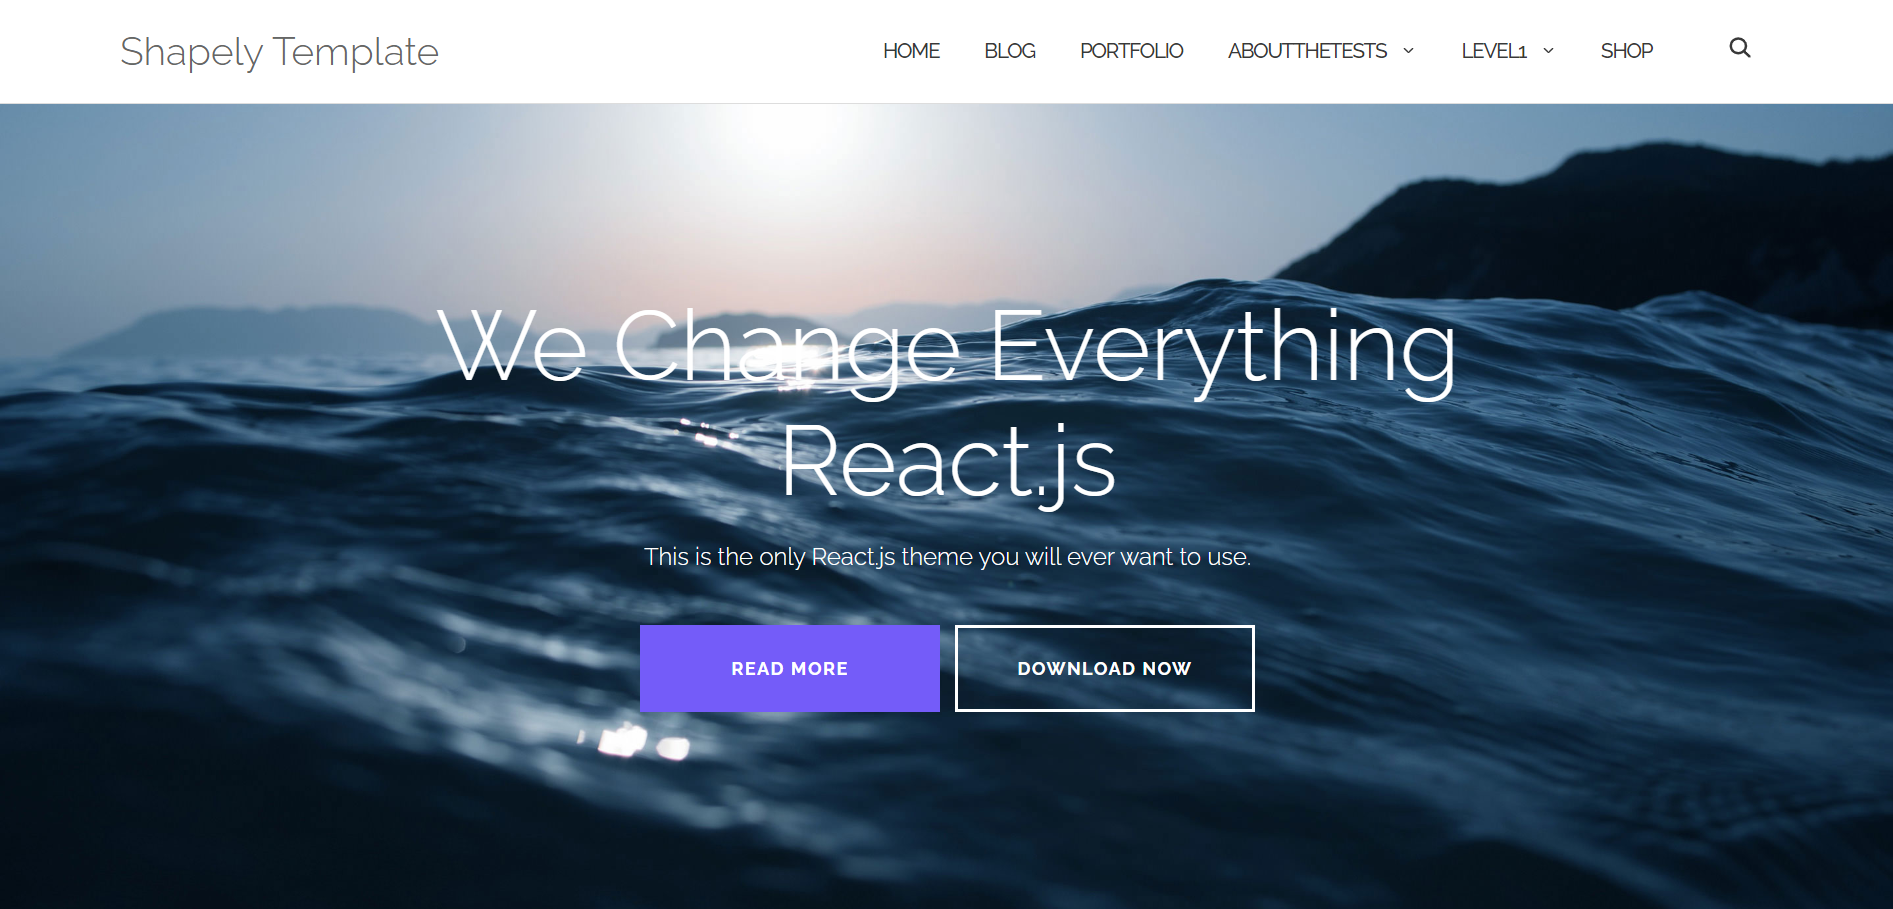 Shapely Template
HOME BLOG PORTFOLIO ABOUTTHETESTS LEVEL1 SHOP
We Change Everything
React.js
This is the only React.js theme you will ever want to use.
READ MORE DOWNLOAD NOW